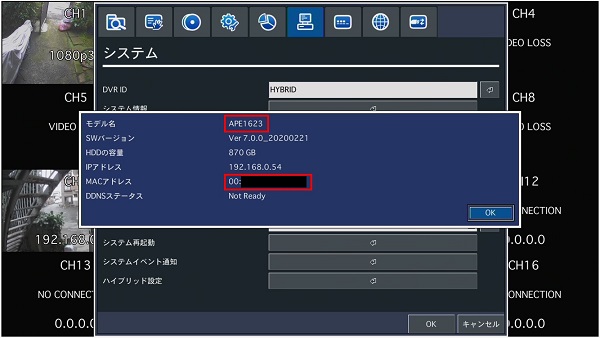 CH1
CH4
1080p3
DEO LOSS
システム
DVR ID
HYBRID
CH5
CH8
システム情報
VIDEO
O LOSS
モデル名
APE1623
SWバージョン
Ver 7.0.0_20200221
HDDの容量
870 GB
IPアドレス
192.168.0.54
MACアドレス
00:
DDNSステータス
Not Ready
OK
CH
H12
NNECTION
192.168.0
0.0.0.0
システム再起動
システムイベント通知
ハイブリッド設定
CH13
CH16
NO CONNEC
ONNECTION
0.0.0.0
0.0.0.0
OK
キャンセル